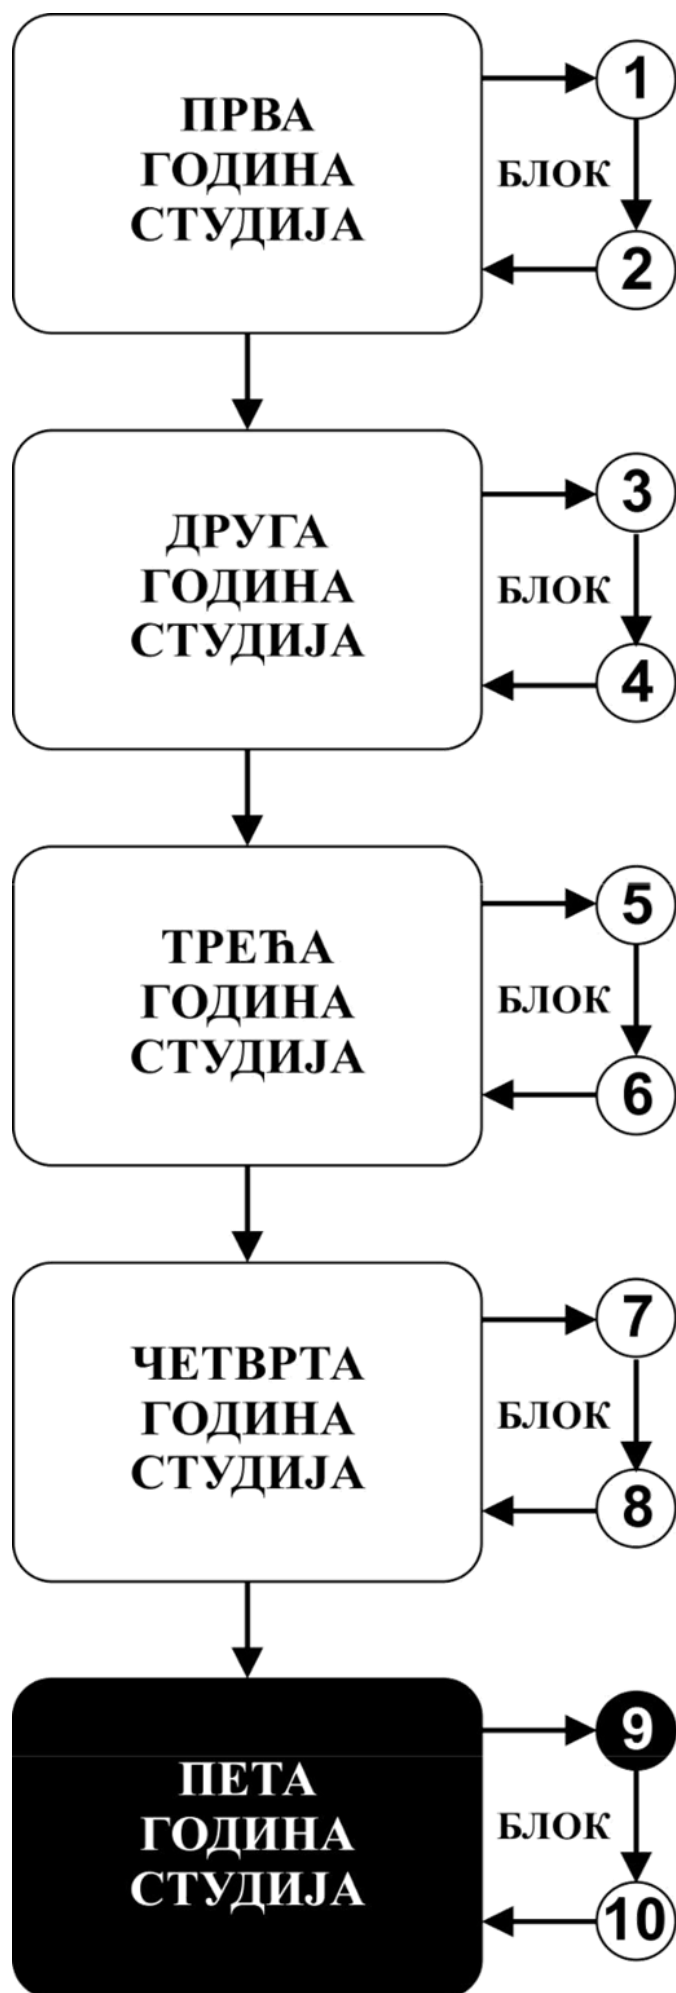 ПРВА
ГОДИНА
СТУДИЈА
1
БЛОК
2
ДРУГА
ГОДИНА
СТУДИЈА
3
БЛОК
4
ТРЕЋА
ГОДИНА
СТУДИЈА
5
БЛОК
6
ЧЕТВРТА
ГОДИНА
СТУДИЈА
7
БЛОК
8
ПЕТА
ГОДИНА
СТУДИЈА
9
БЛОК
10